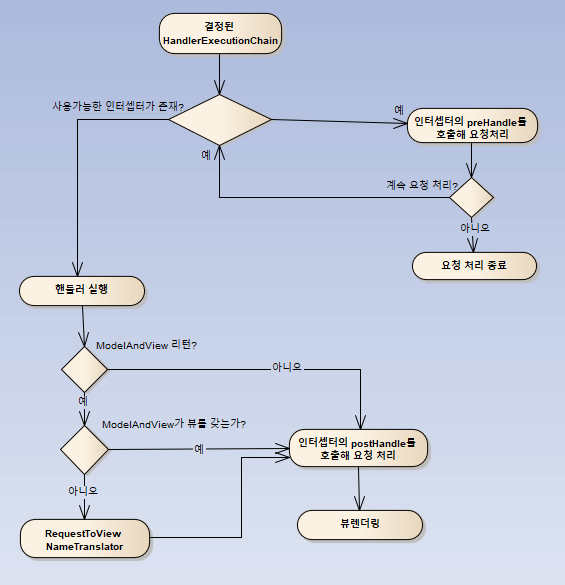 결정된
HandlerExecutionChain
사용가능한 인터셉터가 존재?
예
인터셉터의 preHandle를
호출해 요청처리
예
계속 요청 처리?
아니오
요청 처리 종료
핸들러 실행
ModelAndView 리턴?
아니오
예
ModelAndView가 뷰를 갖는가?
예
인터셉터의 postHandle를
호출해 요청 처리
아니오
RequestToView
NameTranslator
뷰렌더링